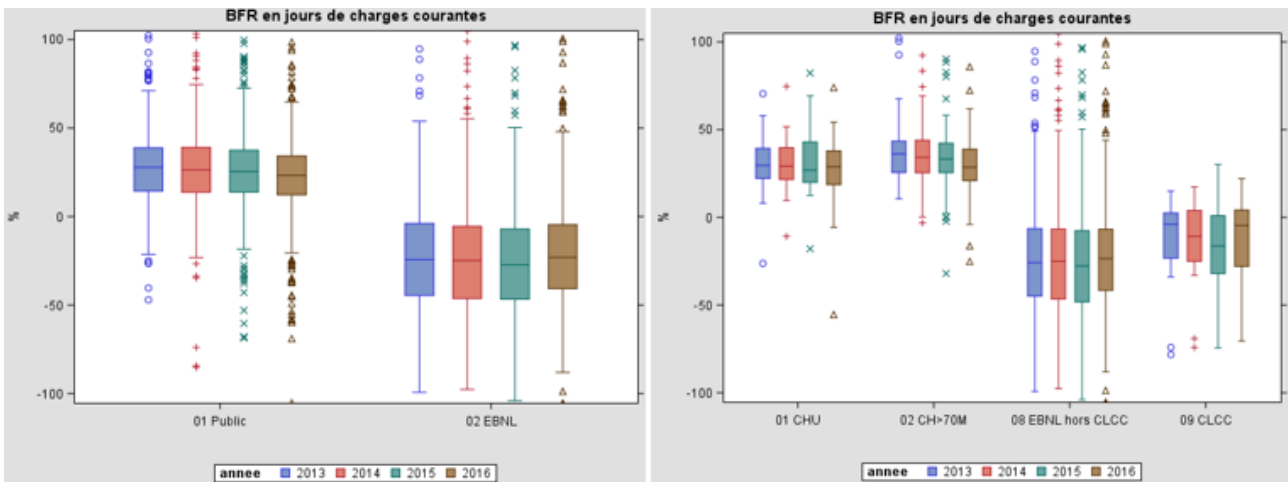 BFR en jours de charges courantes
100
50
0
-50
-100
%
01 Public
02 EBNL
annee 2013 2014 2015 2016
BFR en jours de charges courantes
100
50
0
-50
-100
%
01 CHU
02 CH>70M
08 EBNL hors CLCC
09 CLCC
annee 2013 2014 2015 2016